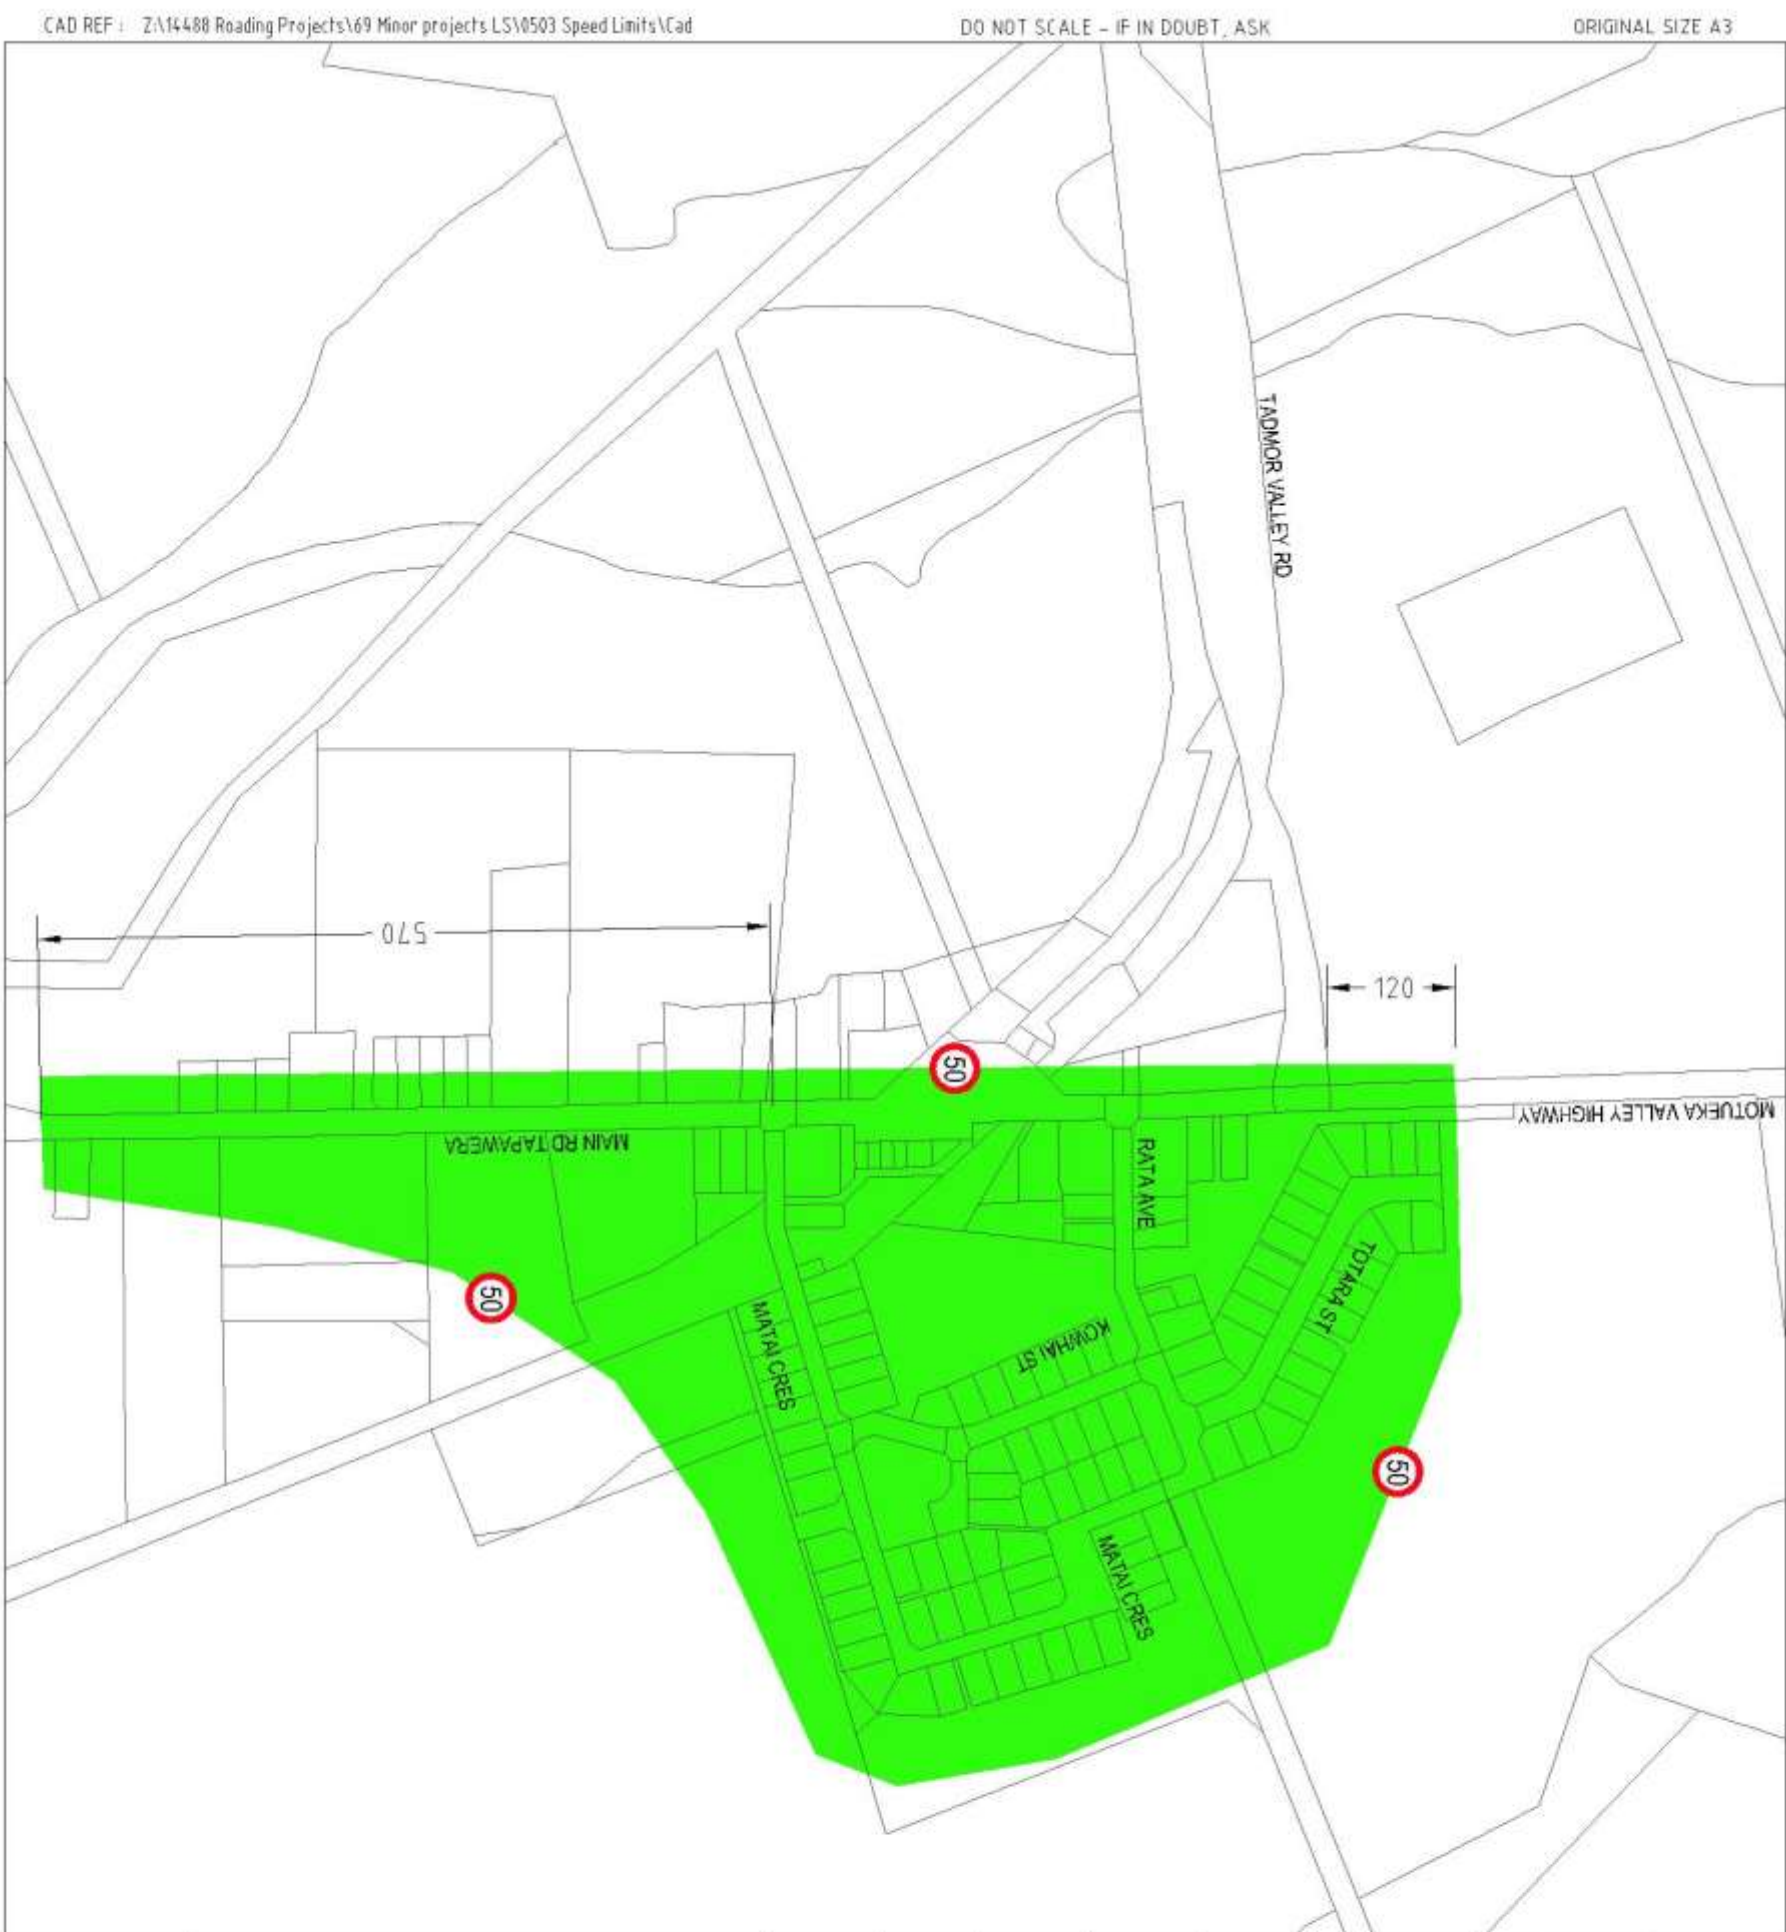 CAD REF : Z:\14488 Roading Projects\69 Minor projects LS\0503 Speed Limits\Cad
DO NOT SCALE - IF IN DOUBT, ASK
ORIGINAL SIZE A3
TADMOR VALLEY RD
570
120
50
MOTUEKA VALLEY HIGHWAY
MAIN RD TAPAWERA
RATA AVE
TOTARA ST
50
MATAI CRES
KOWHAI ST
50
MATAI CRES